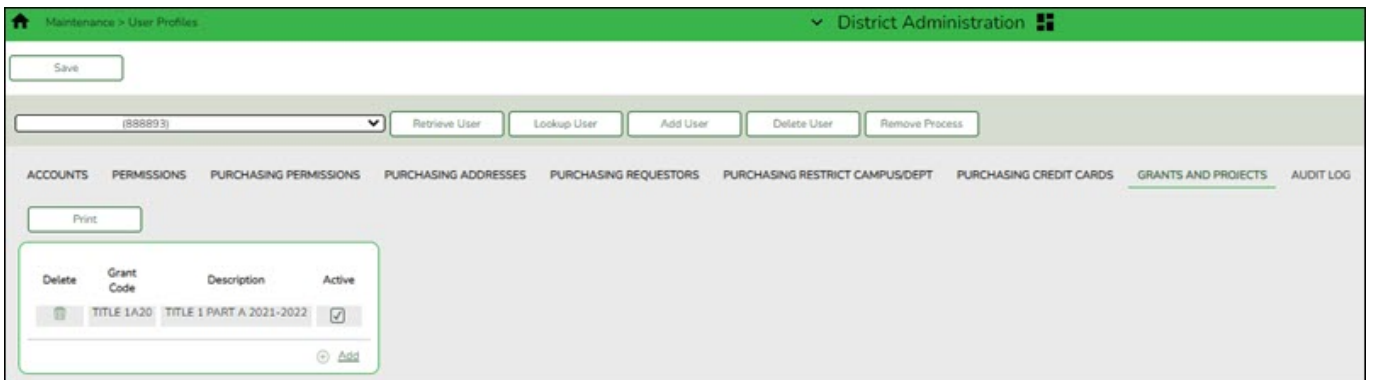 Maintenance > User Profiles
District Administration
Save
(888893)
Retrieve User
Lookup User
Add User
Delete User
Remove Process
ACCOUNTS PERMISSIONS PURCHASING PERMISSIONS PURCHASING ADDRESSES PURCHASING REQUESTORS PURCHASING RESTRICT CAMPUS/DEPT PURCHASING CREDIT CARDS GRANTS AND PROJECTS AUDIT LOG
Print
Delete Grant Code Description Active
TITLE 1A20 TITLE 1 PART A 2021-2022
Add